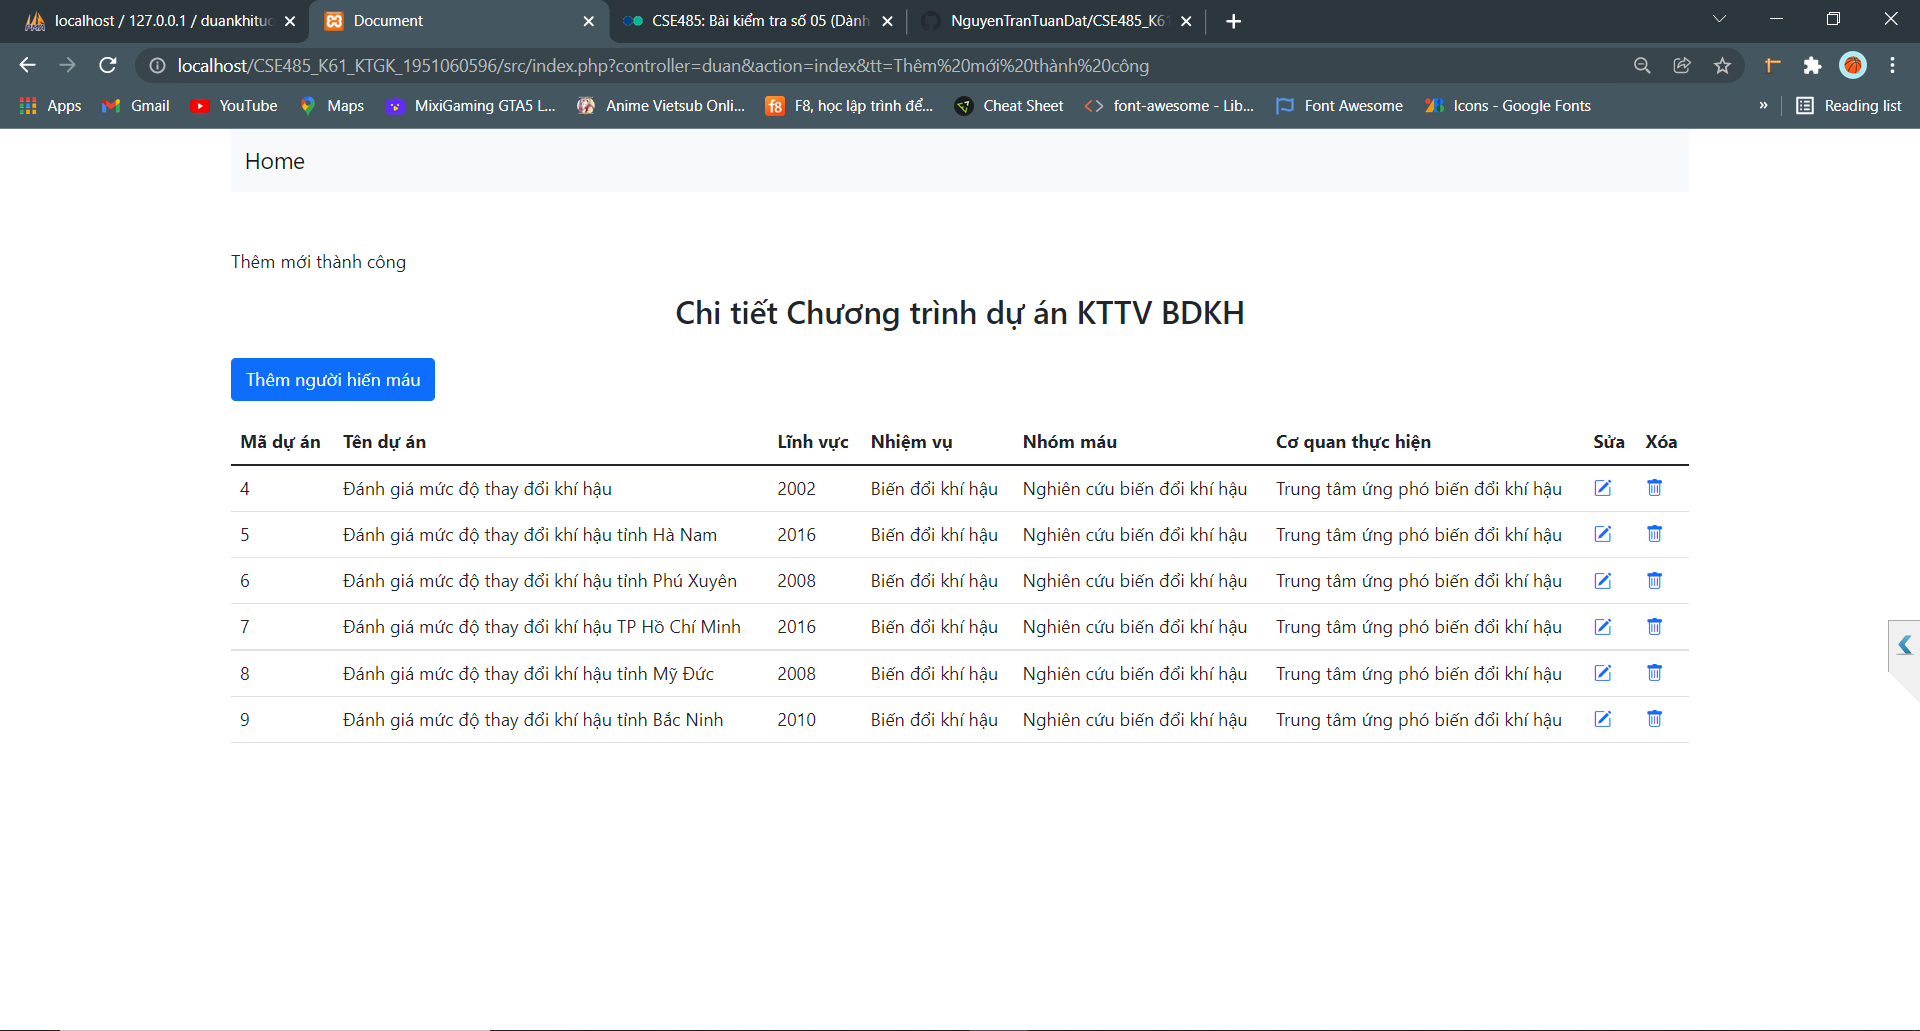 localhost / 127.0.0.1 / duankhituc
Document
CSE485: Bài kiểm tra số 05 (Dành
NguyenTranTuanDat/CSE485_K61
localhost/CSE485_K61_KTGK_1951060596/src/index.php?controller=duan&action=index&tt=Thêm%20mới%20thành%20công
Apps Gmail YouTube Maps MixiGaming GTA5 L... Anime Vietsub Onli... F8, học lập trình để... Cheat Sheet font-awesome - Lib... Font Awesome Icons - Google Fonts » Reading list
Home
Thêm mới thành công
Chi tiết Chương trình dự án KTTV BDKH
Thêm người hiến máu
Mã dự án Tên dự án Lĩnh vực Nhiệm vụ Nhóm máu Cơ quan thực hiện Sửa Xóa
4 Đánh giá mức độ thay đổi khí hậu 2002 Biến đổi khí hậu Nghiên cứu biến đổi khí hậu Trung tâm ứng phó biến đổi khí hậu
5 Đánh giá mức độ thay đổi khí hậu tỉnh Hà Nam 2016 Biến đổi khí hậu Nghiên cứu biến đổi khí hậu Trung tâm ứng phó biến đổi khí hậu
6 Đánh giá mức độ thay đổi khí hậu tỉnh Phú Xuyên 2008 Biến đổi khí hậu Nghiên cứu biến đổi khí hậu Trung tâm ứng phó biến đổi khí hậu
7 Đánh giá mức độ thay đổi khí hậu TP Hồ Chí Minh 2016 Biến đổi khí hậu Nghiên cứu biến đổi khí hậu Trung tâm ứng phó biến đổi khí hậu
8 Đánh giá mức độ thay đổi khí hậu tỉnh Mỹ Đức 2008 Biến đổi khí hậu Nghiên cứu biến đổi khí hậu Trung tâm ứng phó biến đổi khí hậu
9 Đánh giá mức độ thay đổi khí hậu tỉnh Bắc Ninh 2010 Biến đổi khí hậu Nghiên cứu biến đổi khí hậu Trung tâm ứng phó biến đổi khí hậu